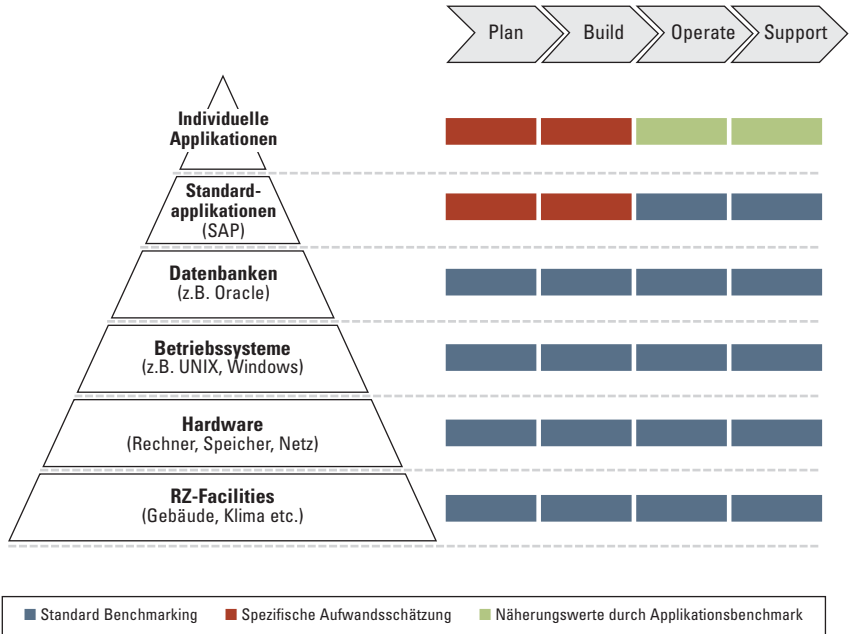 Plan Build Operate Support
Individuelle
Applikationen
Standard-
applikationen
(SAP)
Datenbanken
(z.B. Oracle)
Betriebssysteme
(z.B. UNIX, Windows)
Hardware
(Rechner, Speicher, Netz)
RZ-Facilities
(Gebäude, Klima etc.)
Standard Benchmarking Spezifische Aufwandsschätzung Näherungswerte durch Applikationsbenchmark